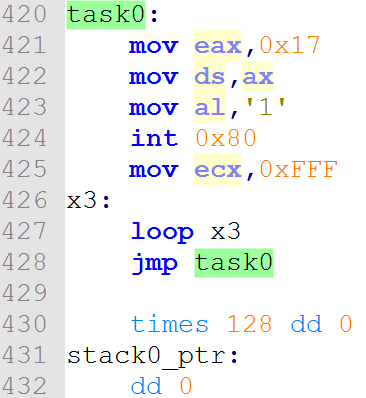 420 task0:
421     mov eax,0x17
422     mov ds,ax
423     mov al,'1'
424     int 0x80
425     mov ecx,0xFFF
426 x3:
427     loop x3
428     jmp task0
429
430     times 128 dd 0
431 stack0_ptr:
432     dd 0